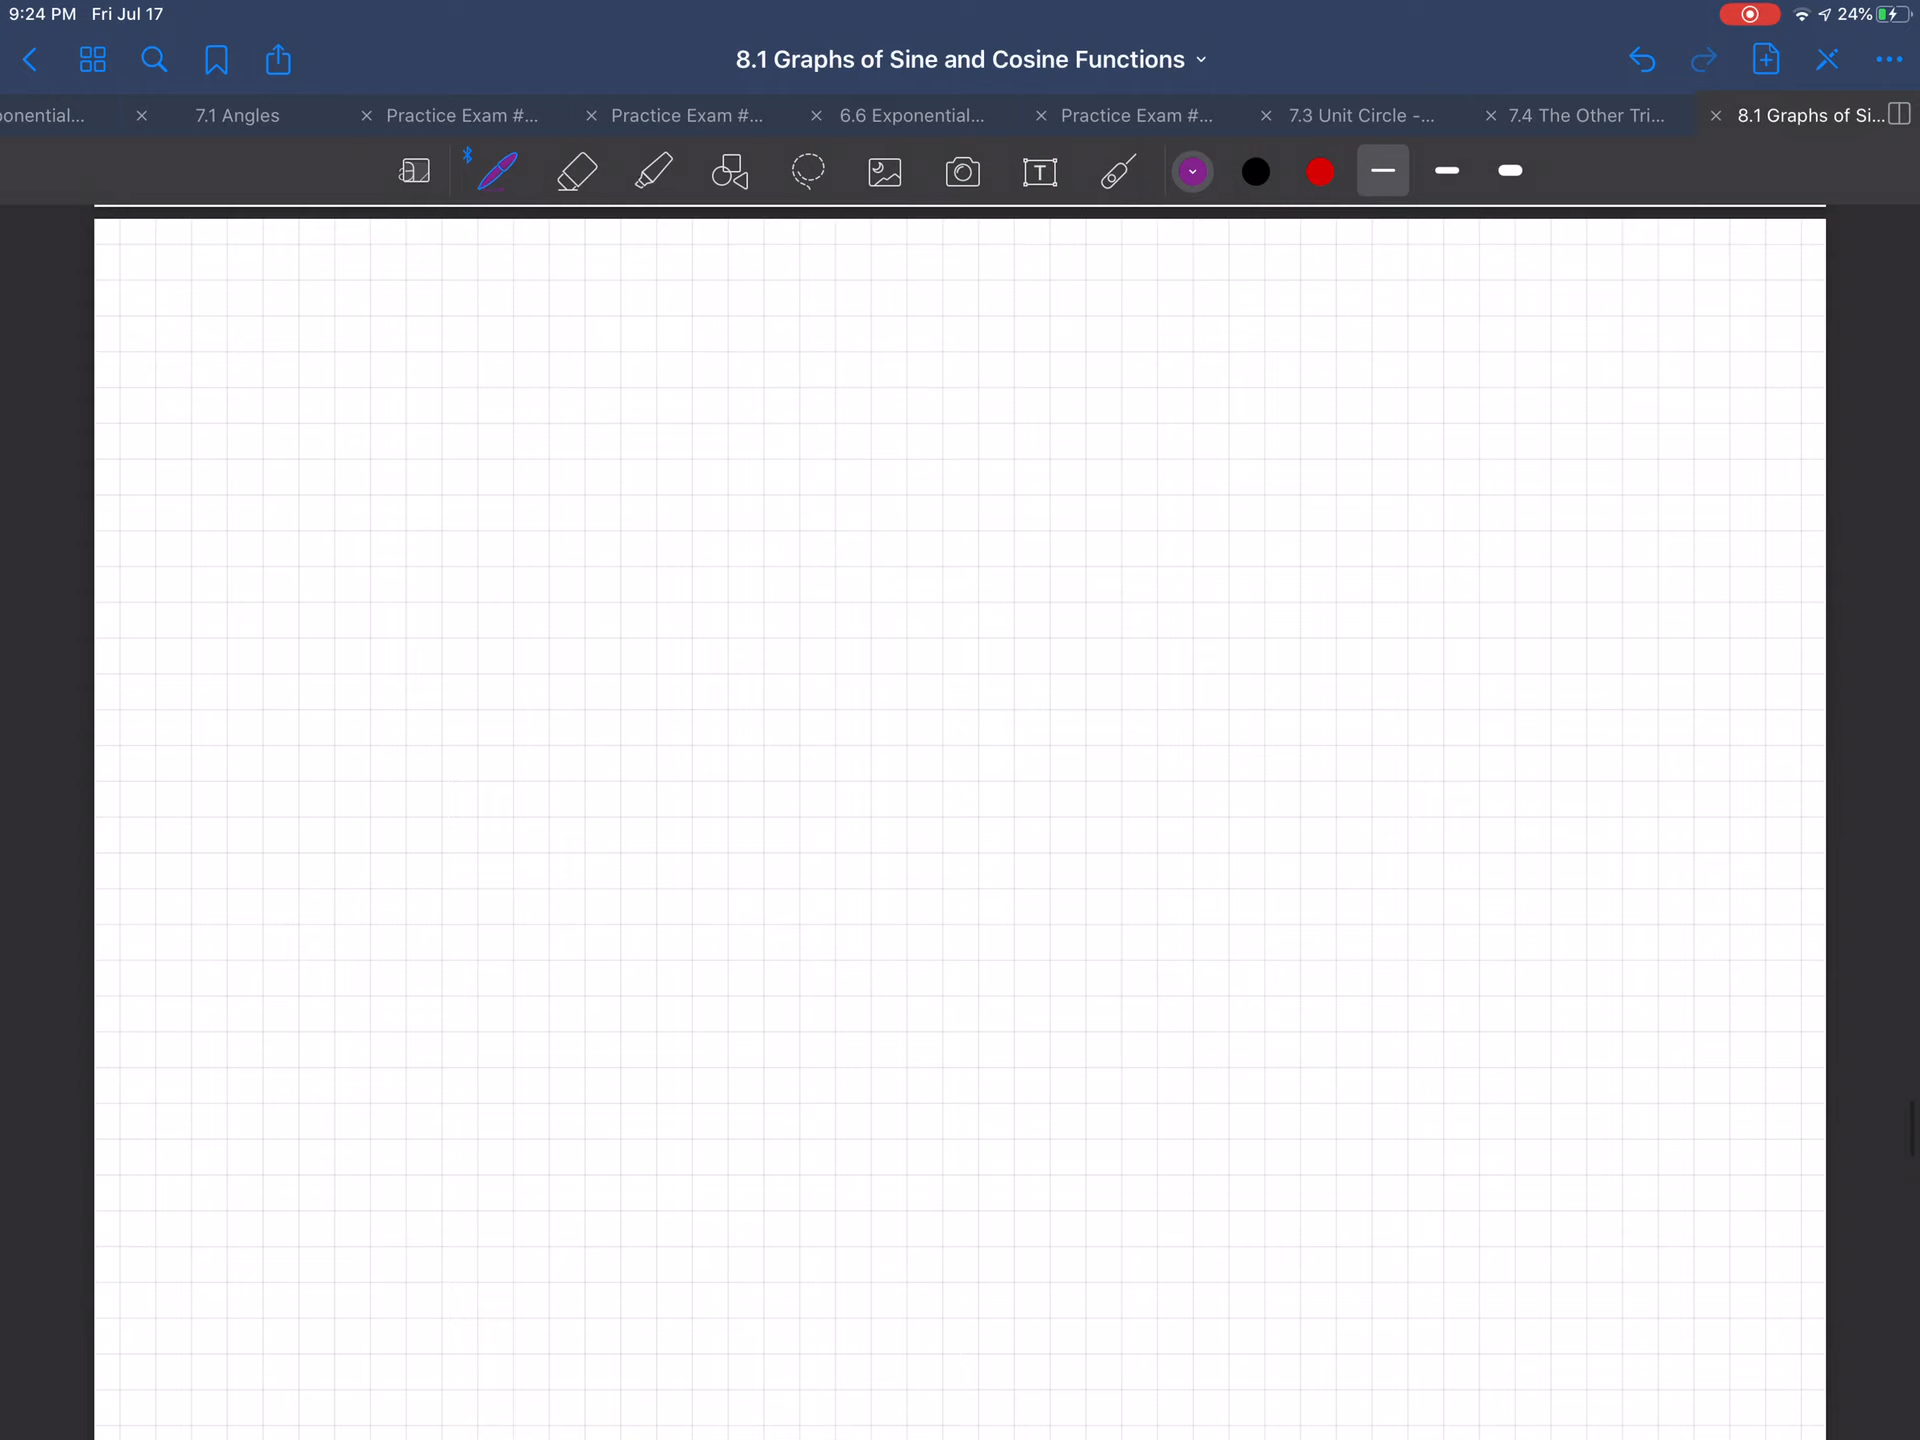 9:24 PM Fri Jul 17
24%
8.1 Graphs of Sine and Cosine Functions
ponential... 7.1 Angles Practice Exam #... Practice Exam #... 6.6 Exponential... Practice Exam #... 7.3 Unit Circle -... 7.4 The Other Tri... 8.1 Graphs of Si...
T